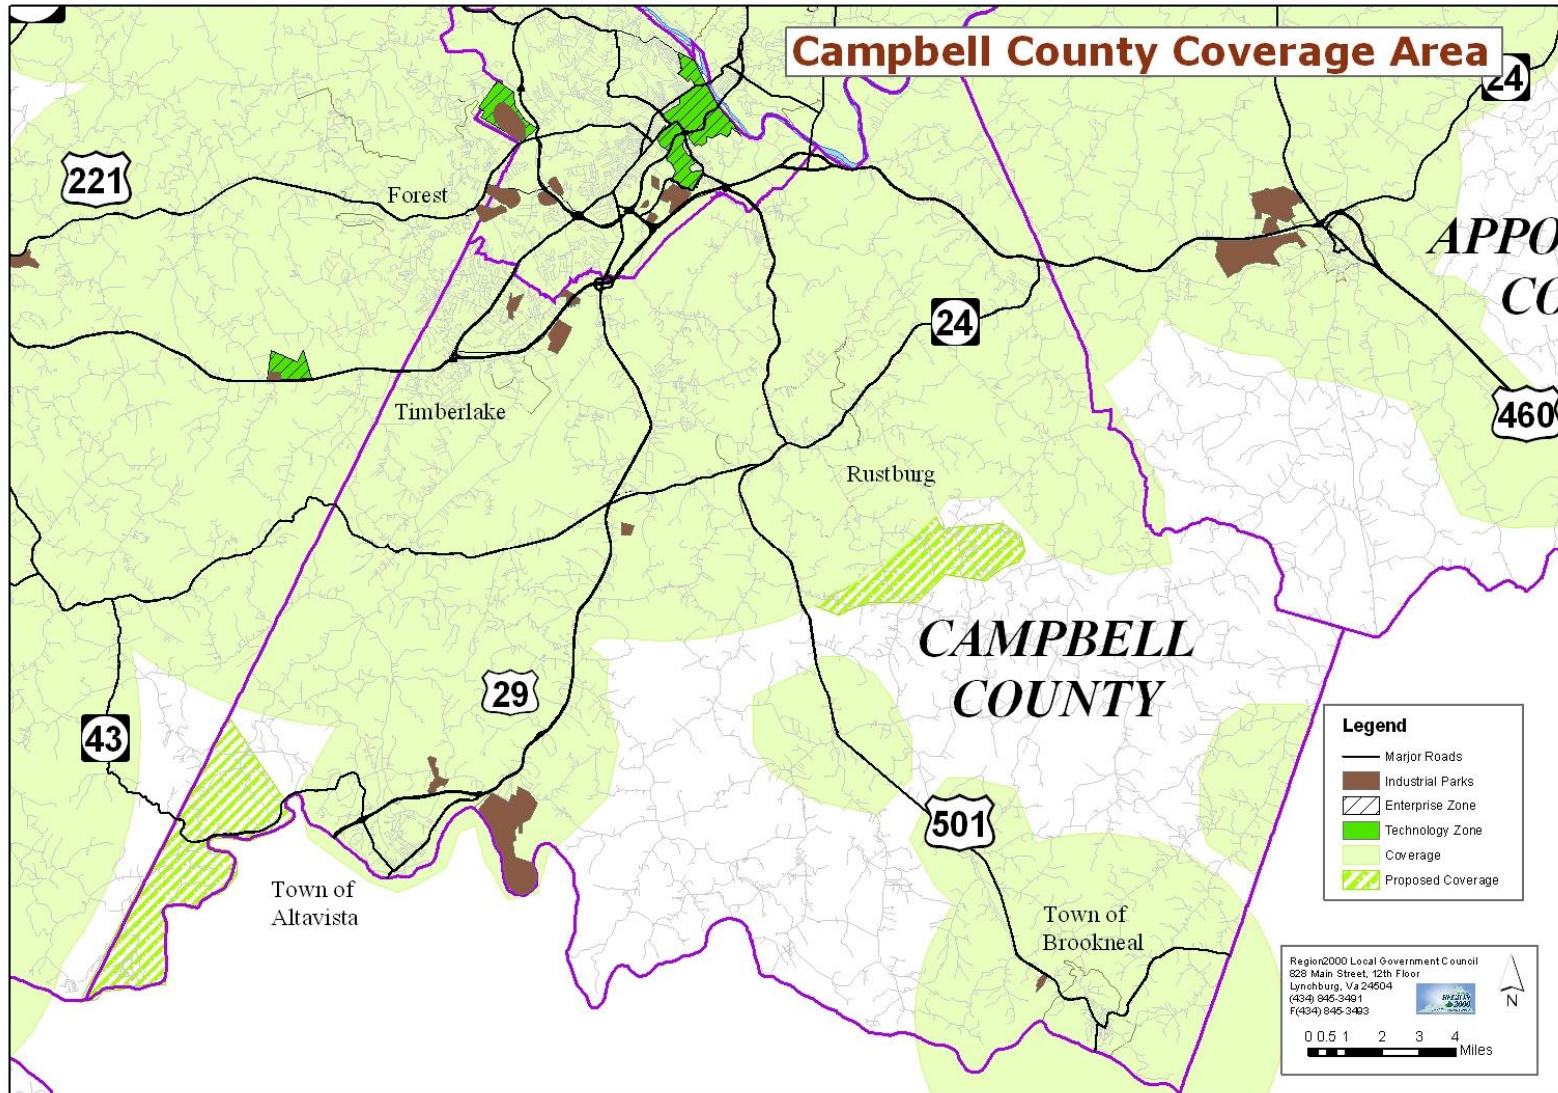 Campbell County Coverage Area
24
221
Forest
APPO
CO
24
460
Timberlake
Rustburg
CAMPBELL
COUNTY
29
43
501
Town of
Altavista
Town of
Brookneal
Legend
Marjor Roads
Industrial Parks
Enterprise Zone
Technology Zone
Coverage
Proposed Coverage
Region2000 Local Government Council
828 Main Street, 12th Floor
Lynchburg, Va 24504
(434) 845-3491
F(434) 845-3493
REGION
2000
N
0 0.5 1 2 3 4
Miles